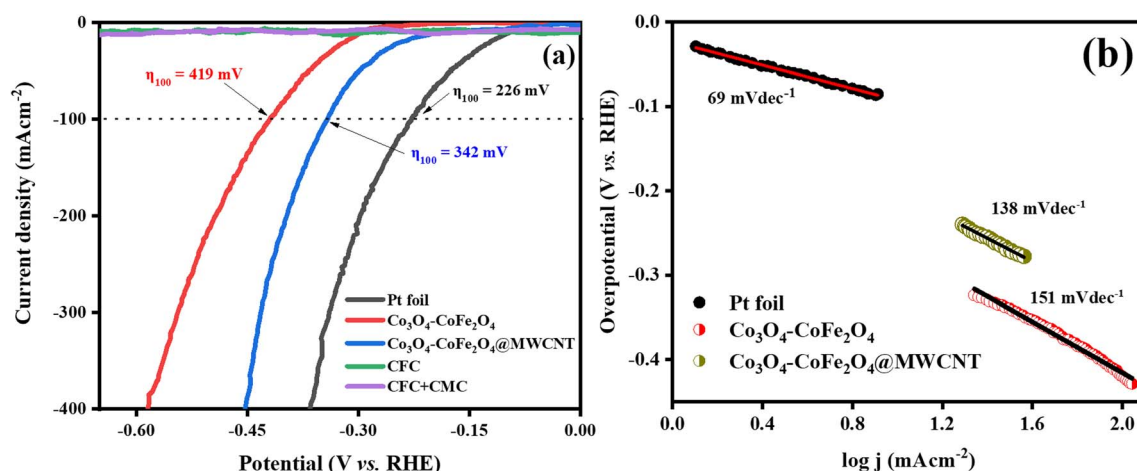 (a)
η100 = 419 mV
η100 = 226 mV
η100 = 342 mV
Pt foil
Co3O4-CoFe2O4
Co3O4-CoFe2O4@MWCNT
CFC
CFC+CMC
0
-100
-200
-300
-400
Current density (mAcm-2)
-0.60
-0.45
-0.30
-0.15
0.00
Potential (V vs. RHE)
(b)
69 mVdec-1
138 mVdec-1
151 mVdec-1
Pt foil
Co3O4-CoFe2O4
Co3O4-CoFe2O4@MWCNT
0.0
-0.1
-0.2
-0.3
-0.4
Overpotential (V vs. RHE)
0.0
0.4
0.8
1.2
1.6
2.0
log j (mAcm-2)